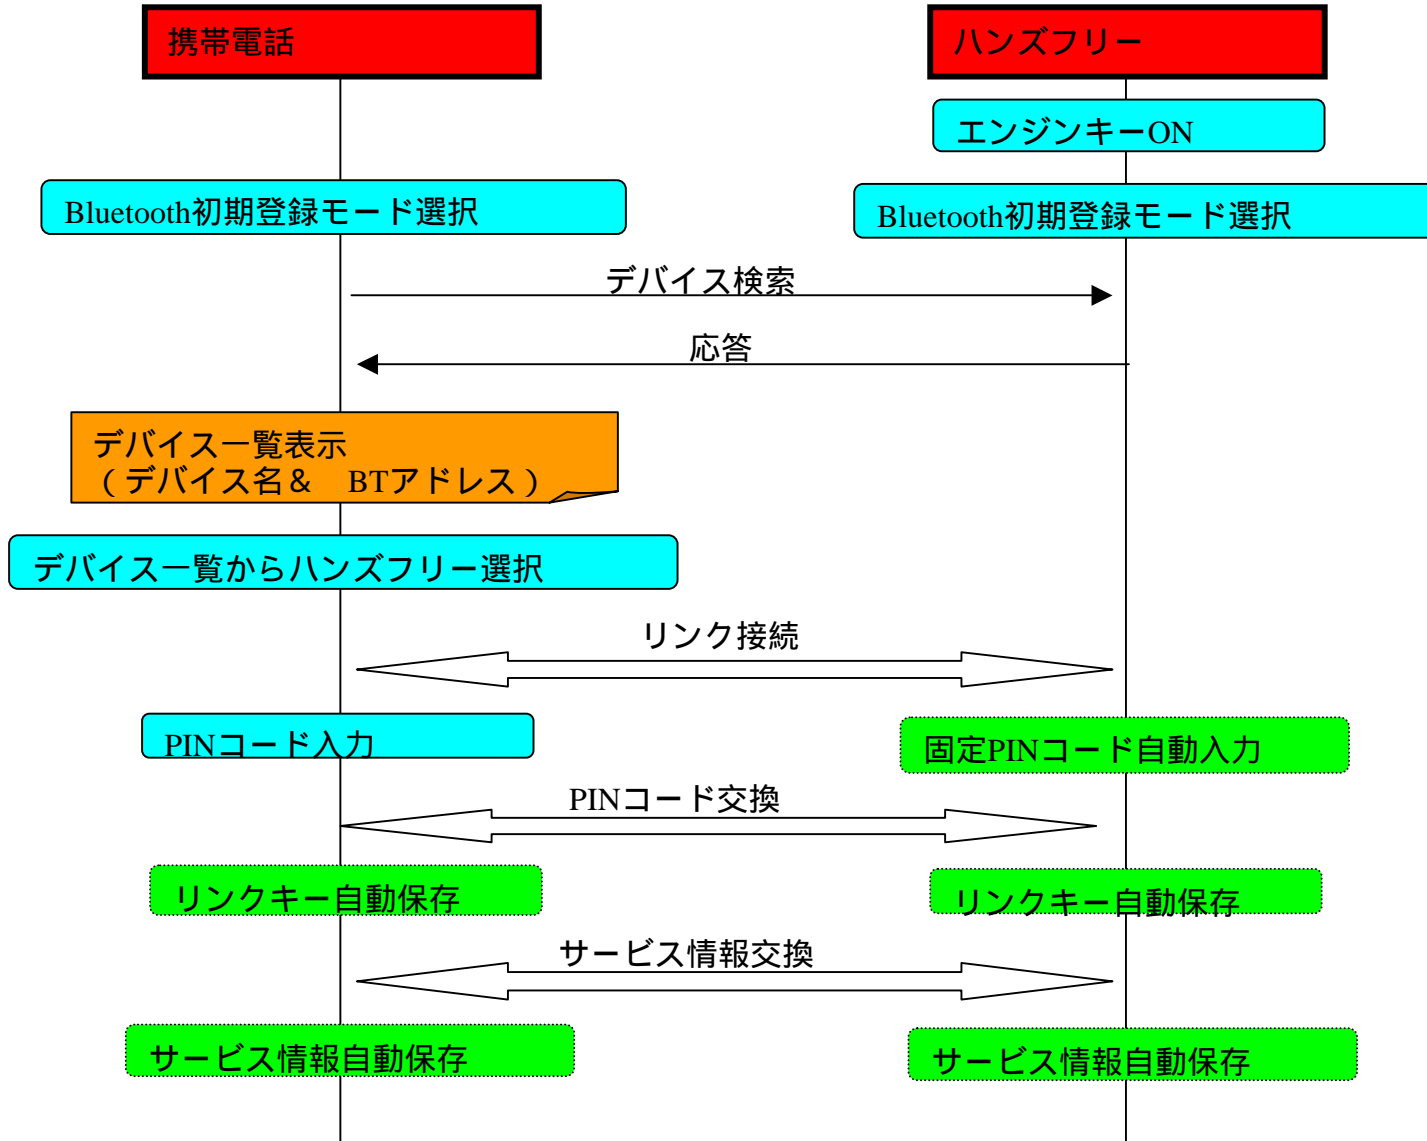 携帯電話
ハンズフリー
エンジンキーON
Bluetooth初期登録モード選択
Bluetooth初期登録モード選択
デバイス検索
応答
デバイス一覧表示
（デバイス名＆　BTアドレス）
デバイス一覧からハンズフリー選択
リンク接続
PINコード入力
固定PINコード自動入力
PINコード交換
リンクキー自動保存
リンクキー自動保存
サービス情報交換
サービス情報自動保存
サービス情報自動保存